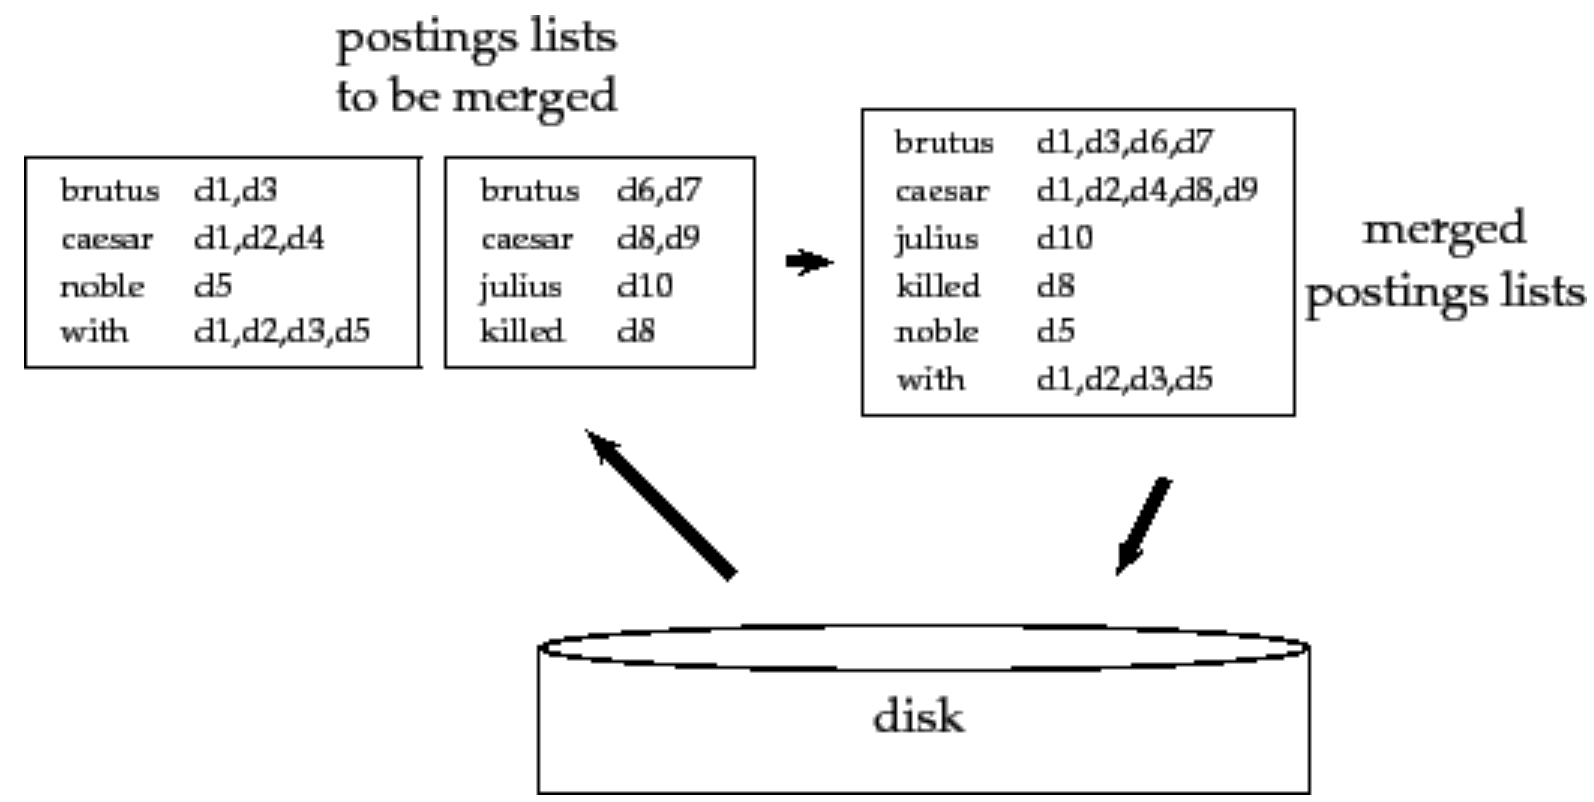 postings lists
to be merged
brutus d1,d3
caesar d1,d2,d4
noble d5
with d1,d2,d3,d5
brutus d6,d7
caesar d8,d9
julius d10
killed d8
brutus d1,d3,d6,d7
caesar d1,d2,d4,d8,d9
julius d10
killed d8
noble d5
with d1,d2,d3,d5
merged
postings lists
disk